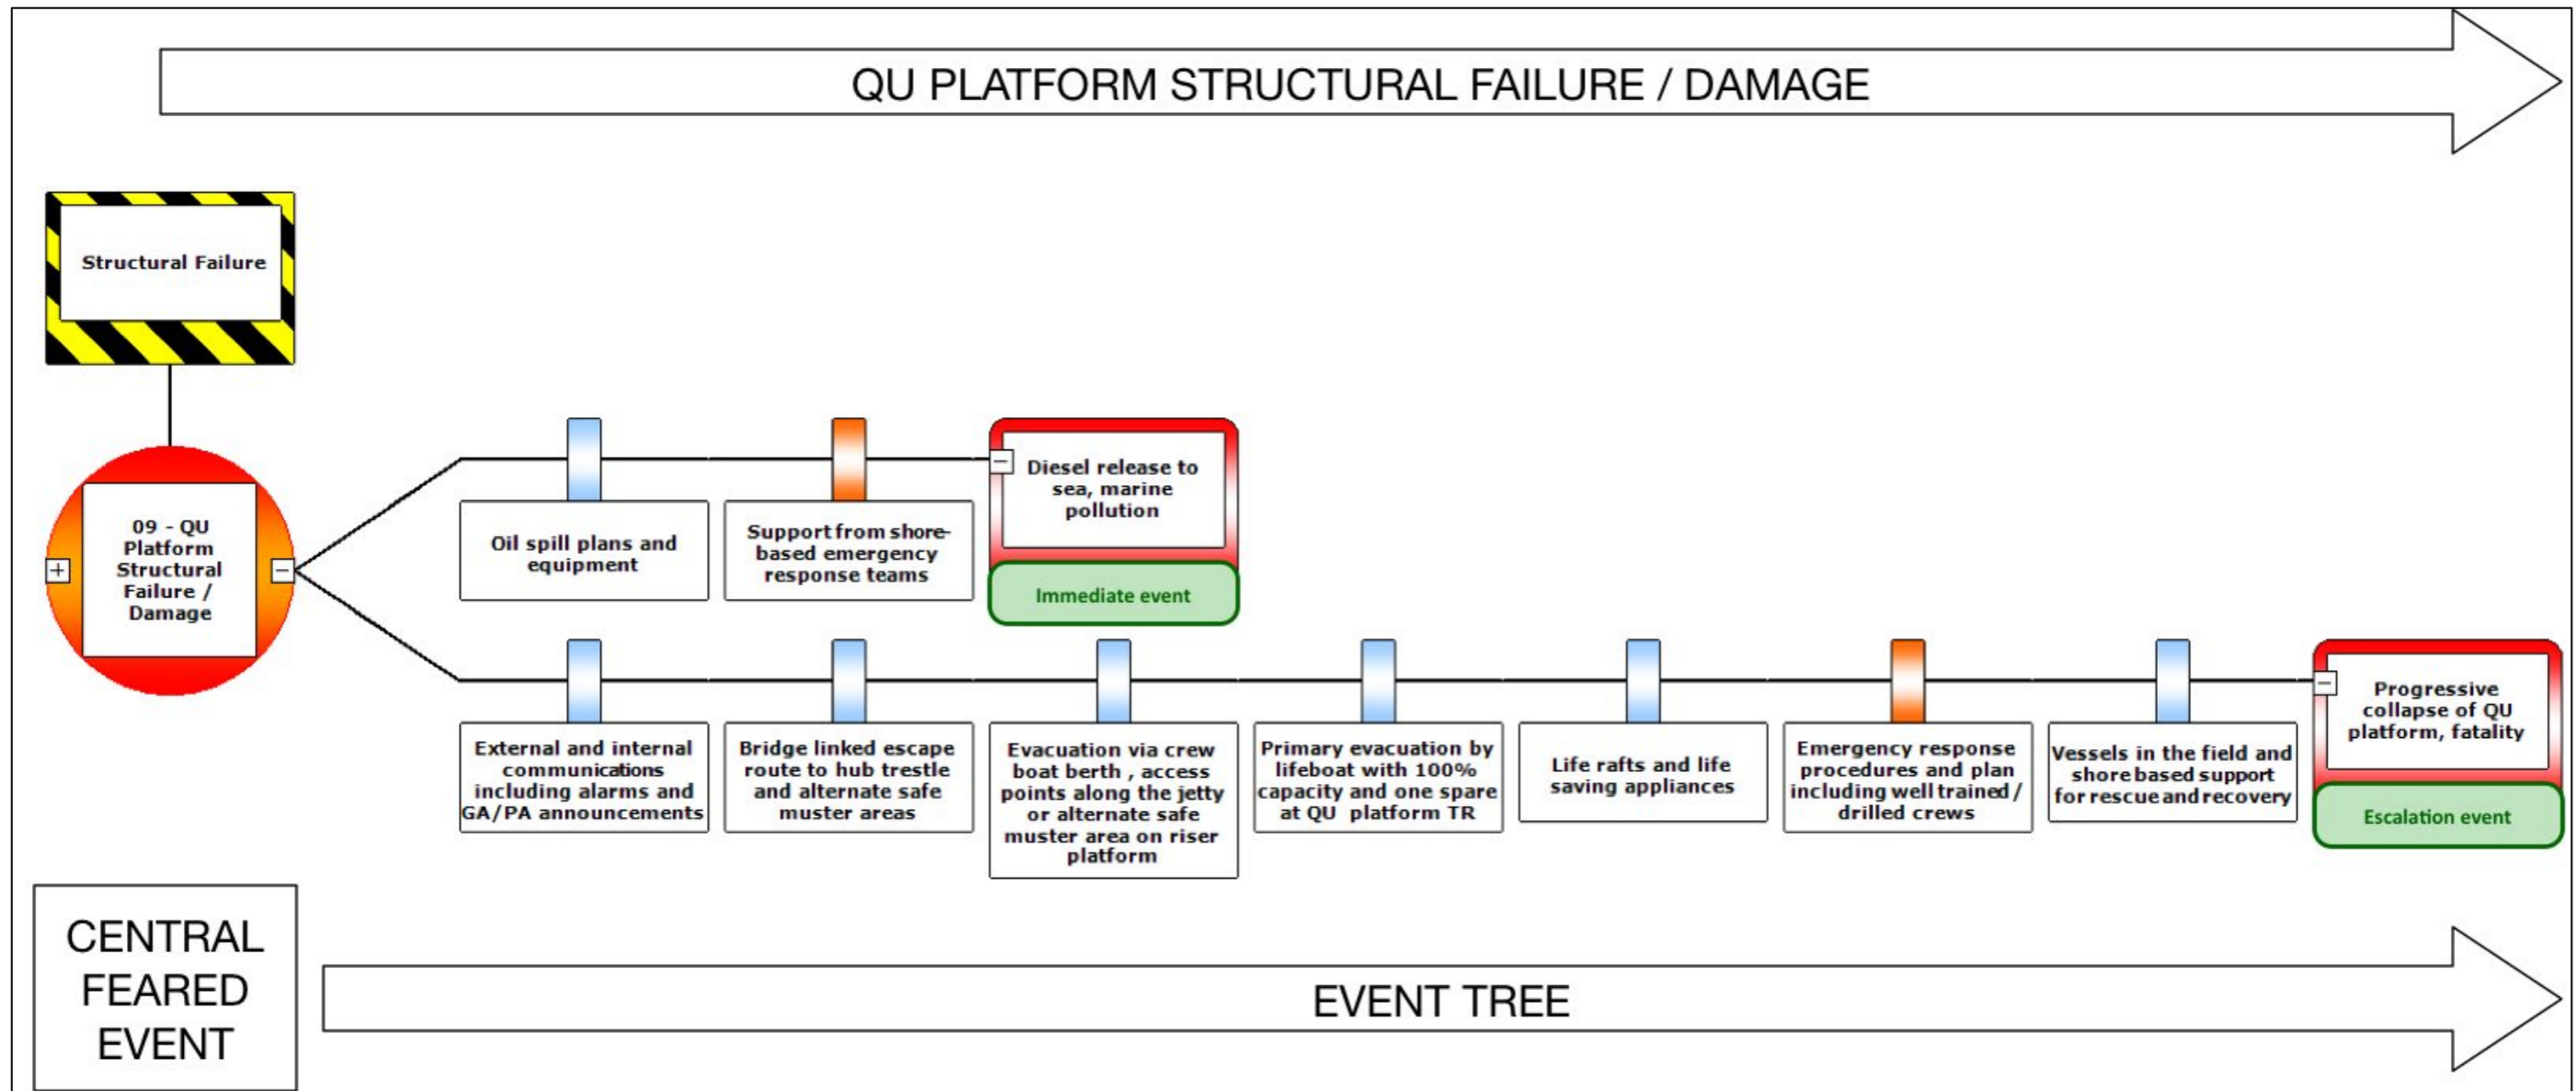 QU PLATFORM STRUCTURAL FAILURE / DAMAGE
Structural Failure
09 - QU
Platform
Structural
Failure /
Damage
Oil spill plans and
equipment
Support from shore-
based emergency
response teams
Diesel release to
sea, marine
pollution
Immediate event
External and internal
communications
including alarms and
GA/PA announcements
Bridge linked escape
route to hub trestle
and alternate safe
muster areas
Evacuation via crew
boat berth , access
points along the jetty
or alternate safe
muster area on riser
platform
Primary evacuation by
lifeboat with 100%
capacity and one spare
at QU platform TR
Life rafts and life
saving appliances
Emergency response
procedures and plan
including well trained/
drilled crews
Vessels in the field and
shore based support
for rescue and recovery
Progressive
collapse of QU
platform, fatality
Escalation event
CENTRAL
FEARED
EVENT
EVENT TREE